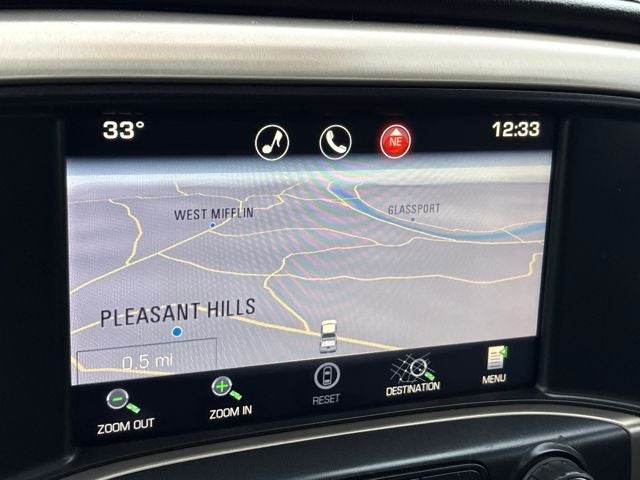 33°
NE
12:33
WEST MIFFLIN
GLASSPORT
PLEASANT HILLS
0.5 mi
ZOOM OUT
ZOOM IN
RESET
DESTINATION
MENU